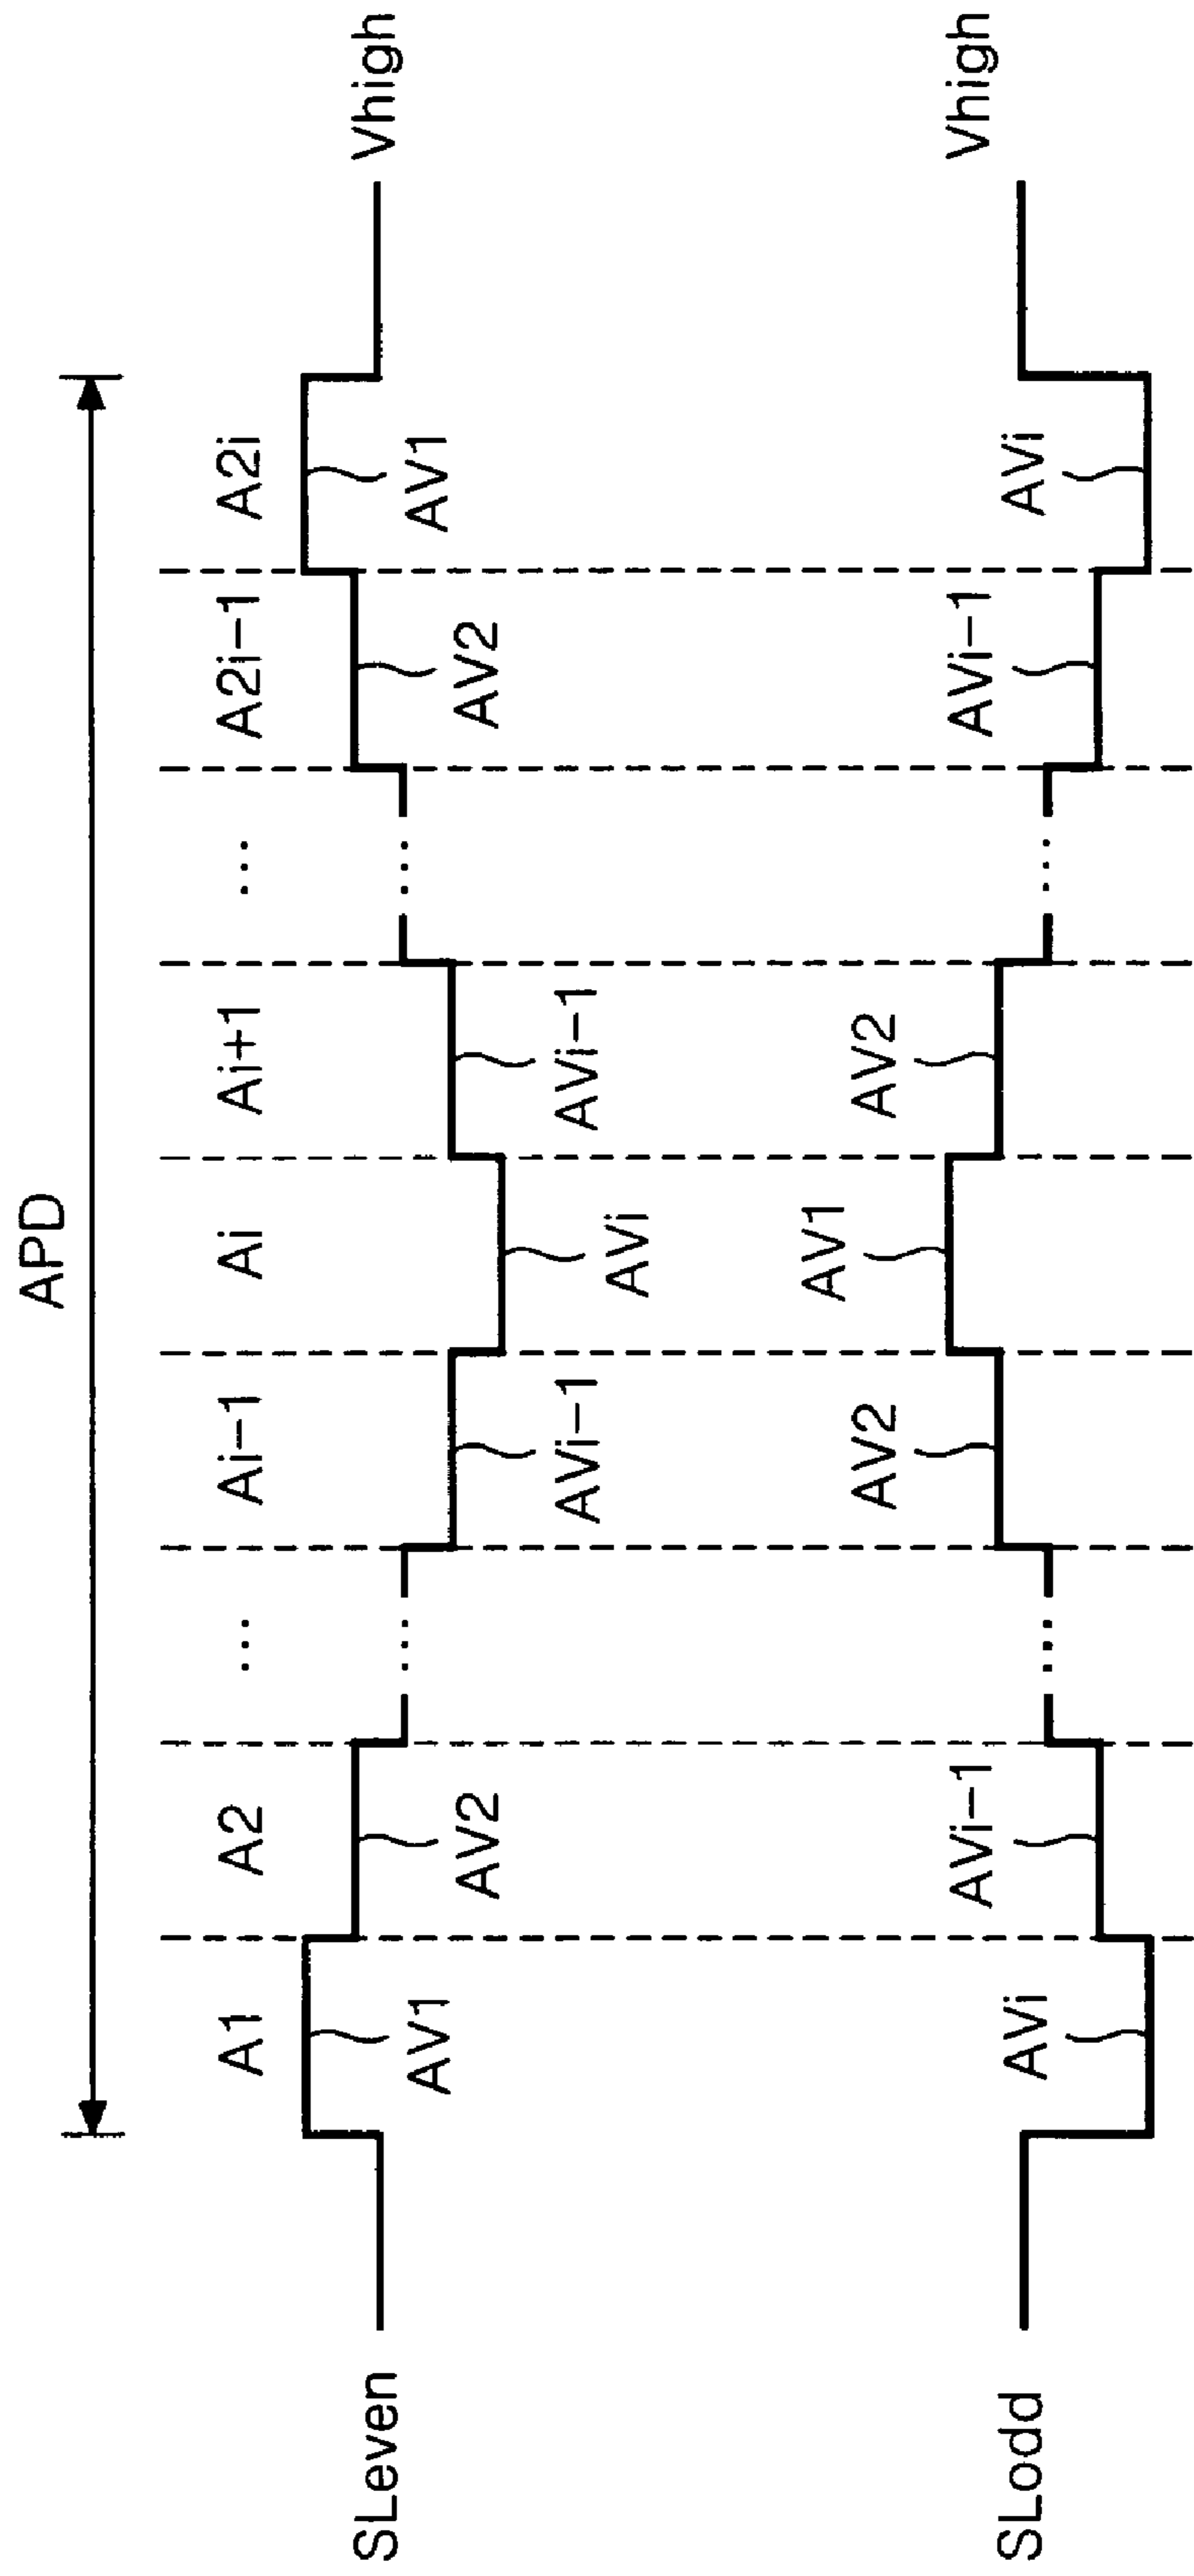 APD
A1 A2 ... Ai-1 Ai Ai+1 ... A2i-1 A2i
SLeven Vhigh
AV1 AV2 ... AVi-1 AVi AVi-1 ... AV2 AV1
SLodd Vhigh
AVi AVi-1 ... AV2 AV1 AV2 ... AVi-1 AVi